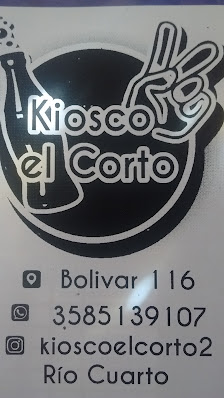 Kiosco
el Corto
Bolivar 116
3585139107
kioscoelcorto2
Río Cuarto